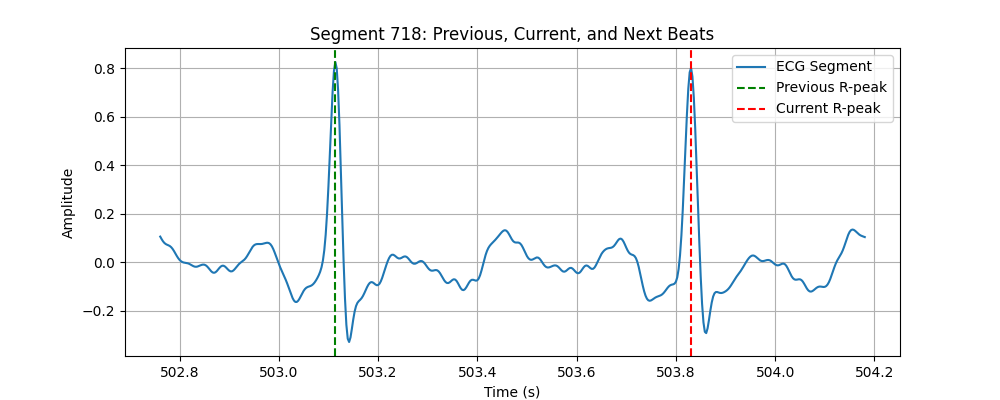 Segment 718: Previous, Current, and Next Beats
ECG Segment
Previous R-peak
Current R-peak
Amplitude
0.8
0.6
0.4
0.2
0.0
−0.2
502.8 503.0 503.2 503.4 503.6 503.8 504.0 504.2
Time (s)